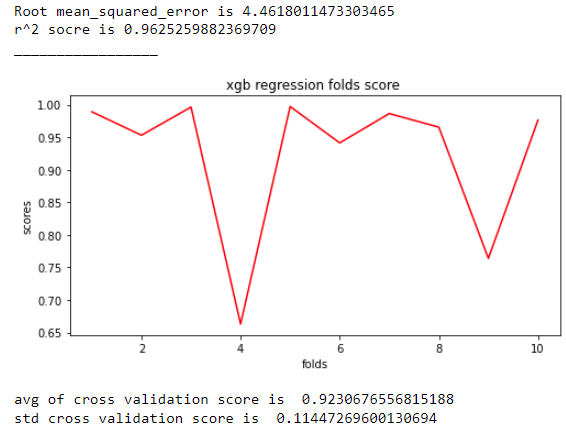 Root mean_squared_error is 4.4618011473303465
r^2 socre is 0.9625259882369709
__________________
xgb regression folds score
1.00
0.95
0.90
0.85
0.80
0.75
0.70
0.65
scores
2
4
6
8
10
folds
avg of cross validation score is  0.9230676556815188
std cross validation score is  0.11447269600130694